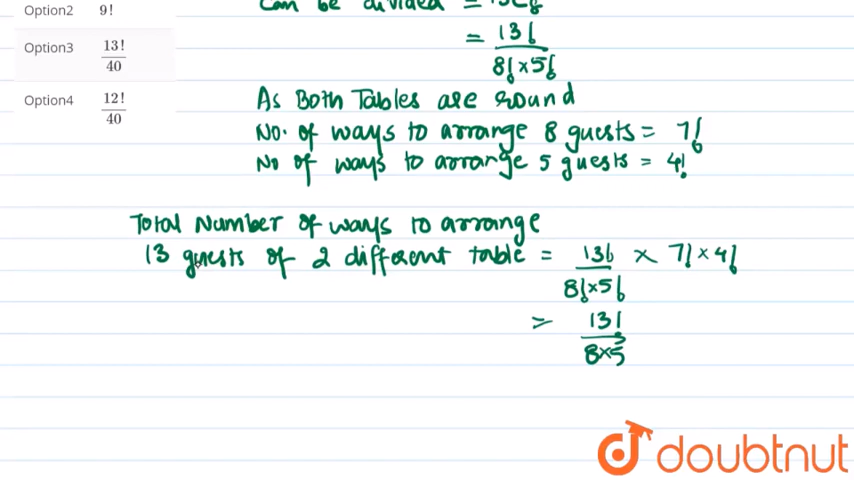 Option2 9!
Option3 13!/40
Option4 12!/40
can be divided = 13C8
= 13!/8!×5!
As Both Tables are round
No. of ways to arrange 8 guests = 7!
No of ways to arrange 5 guests = 4!
Total Number of ways to arrange
13 guests of 2 different table = 13!/8!×5! × 7! × 4!
= 13!/8×5
doubtnut